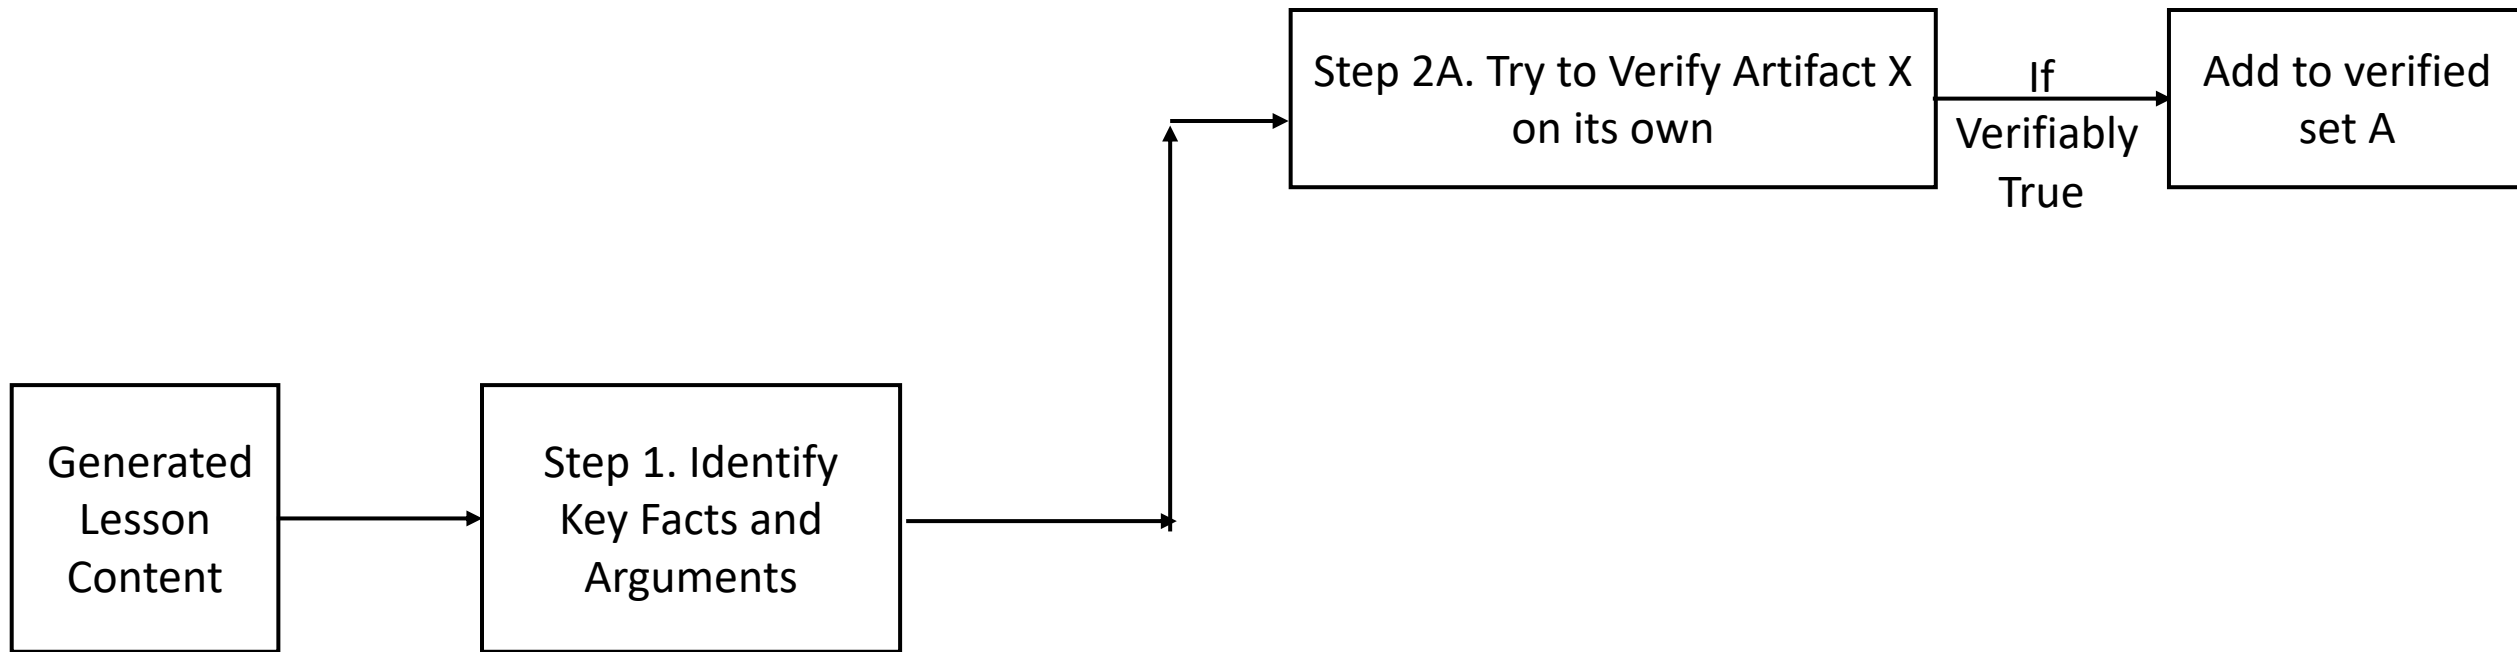 Generated
Lesson
Content
Step 1. Identify
Key Facts and
Arguments
Step 2A. Try to Verify Artifact X
on its own
If
Verifiably
True
Add to verified
set A